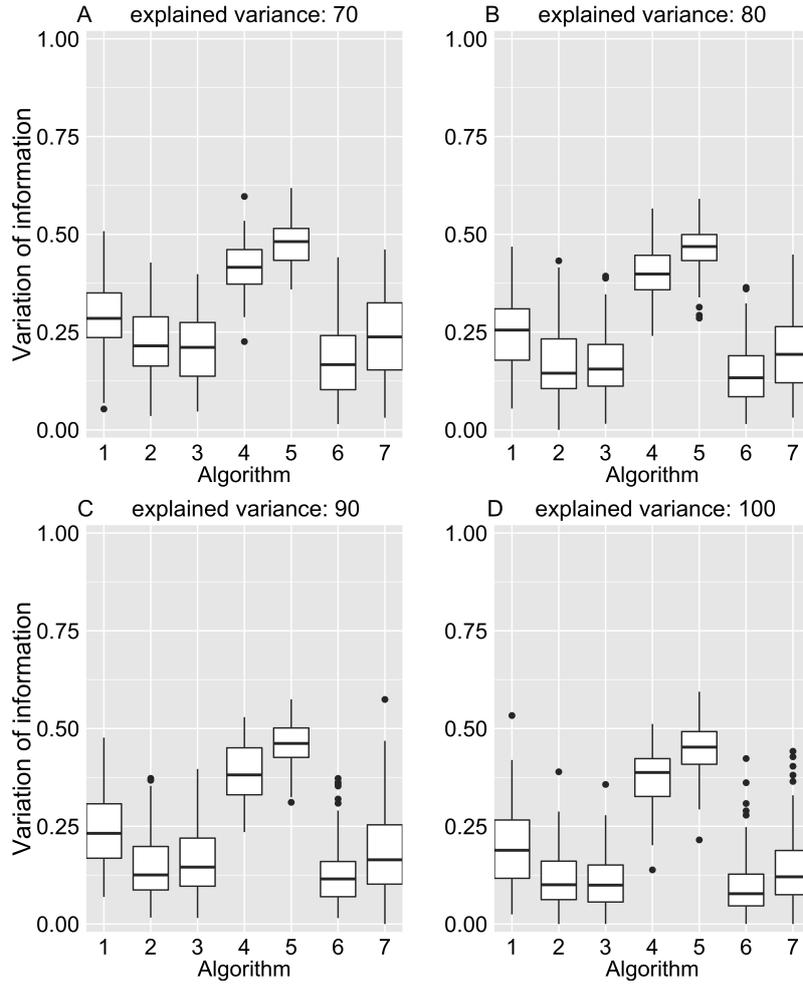 A explained variance: 70
B explained variance: 80
1.00
0.75
0.50
0.25
0.00
Variation of information
1 2 3 4 5 6 7
Algorithm
1.00
0.75
0.50
0.25
0.00
1 2 3 4 5 6 7
Algorithm
C explained variance: 90
D explained variance: 100
1.00
0.75
0.50
0.25
0.00
Variation of information
1 2 3 4 5 6 7
Algorithm
1.00
0.75
0.50
0.25
0.00
1 2 3 4 5 6 7
Algorithm